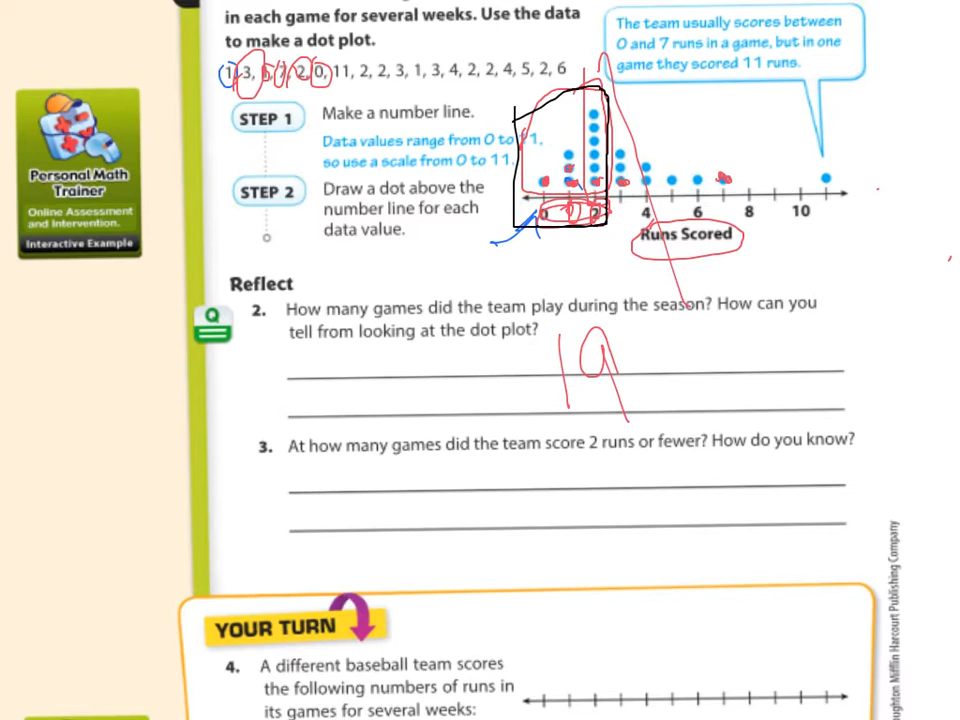 in each game for several weeks. Use the data
to make a dot plot.
1, 3, 6, 7, 2, 0, 11, 2, 2, 3, 1, 3, 4, 2, 2, 4, 5, 2, 6
The team usually scores between
0 and 7 runs in a game, but in one
game they scored 11 runs.
STEP 1 Make a number line.
Data values range from 0 to 11,
so use a scale from 0 to 11.
STEP 2 Draw a dot above the
number line for each
data value.
0 2 4 6 8 10
Runs Scored
Personal Math
Trainer
Online Assessment
and Intervention.
Interactive Example
Reflect
Q
2. How many games did the team play during the season? How can you
tell from looking at the dot plot?
19
3. At how many games did the team score 2 runs or fewer? How do you know?
YOUR TURN
4. A different baseball team scores
the following numbers of runs in
its games for several weeks:
oughton Mifflin Harcourt Publishing Company